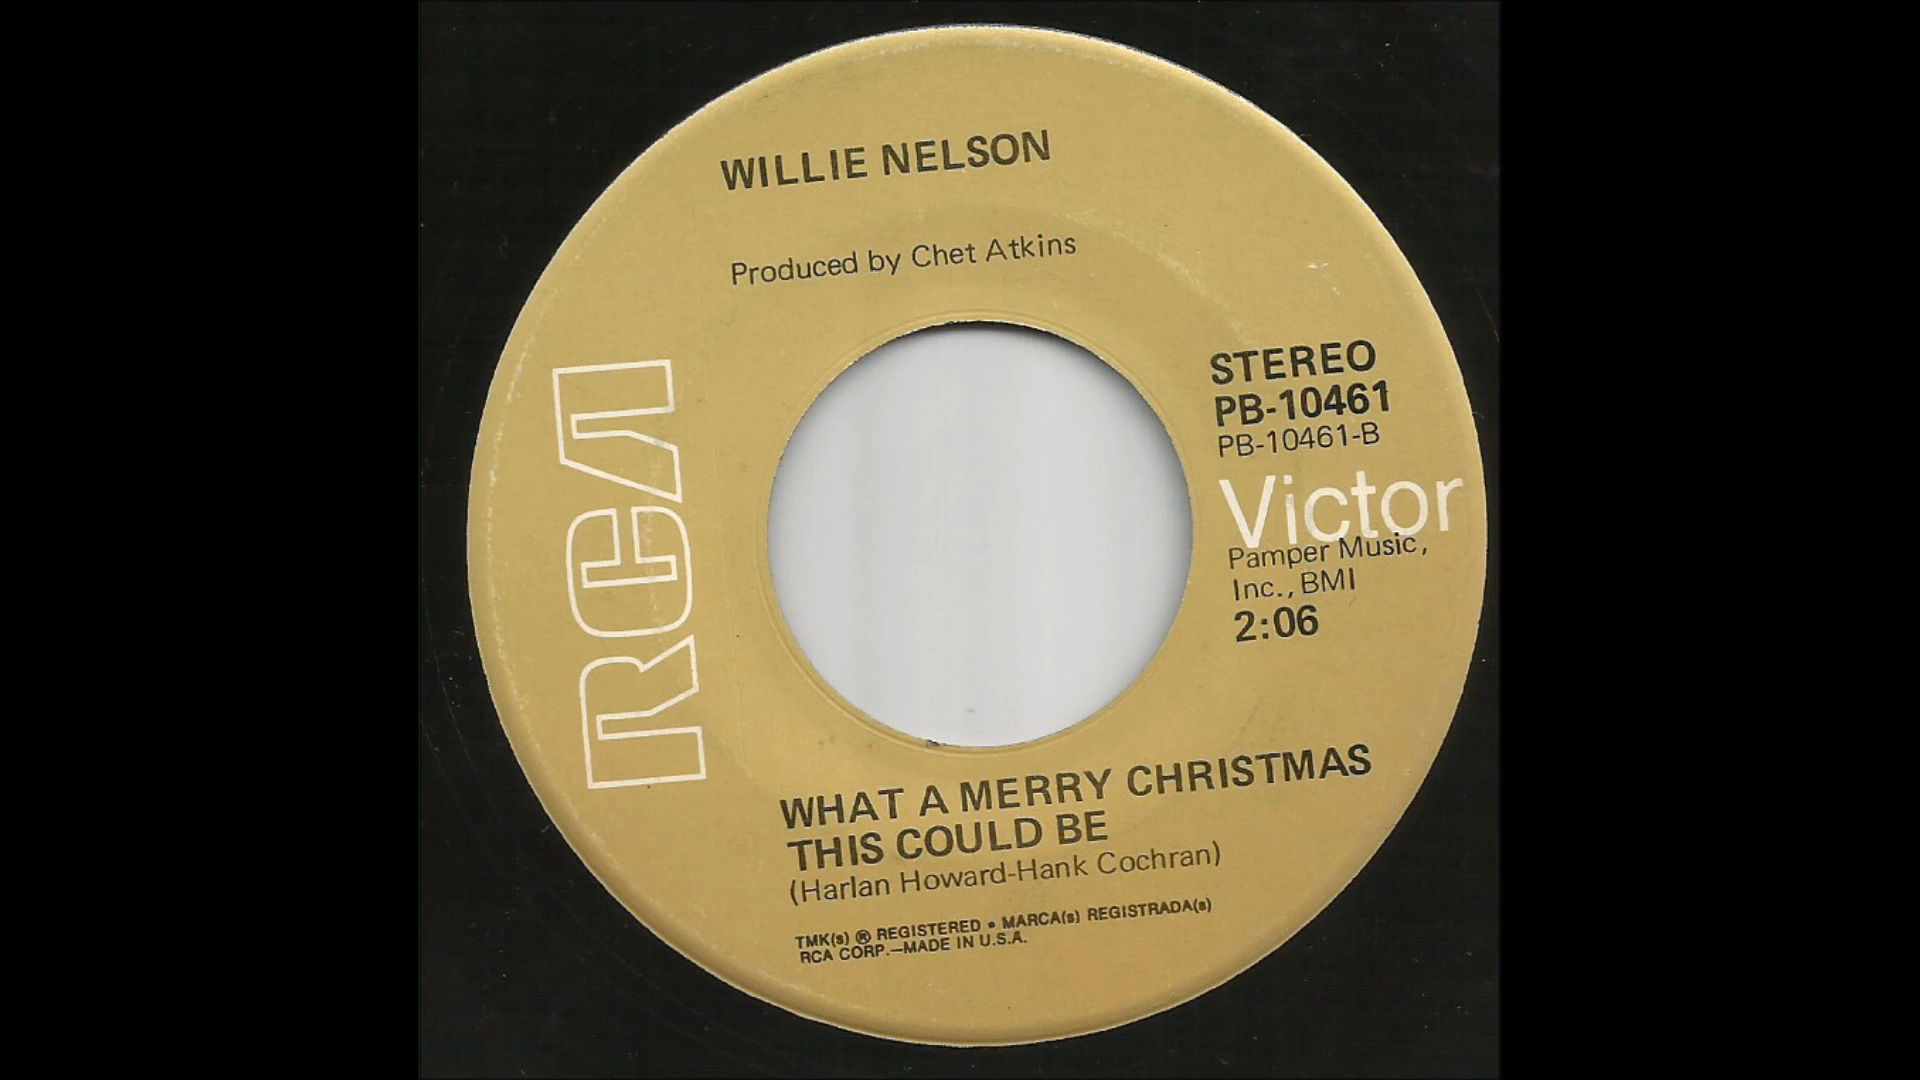 WILLIE NELSON
Produced by Chet Atkins
RCA
STEREO
PB-10461
PB-10461-B
Victor
Pamper Music,
Inc., BMI
2:06
WHAT A MERRY CHRISTMAS
THIS COULD BE
(Harlan Howard-Hank Cochran)
TMK(s) ® REGISTERED • MARCA(s) REGISTRADA(s)
RCA CORP.—MADE IN U.S.A.